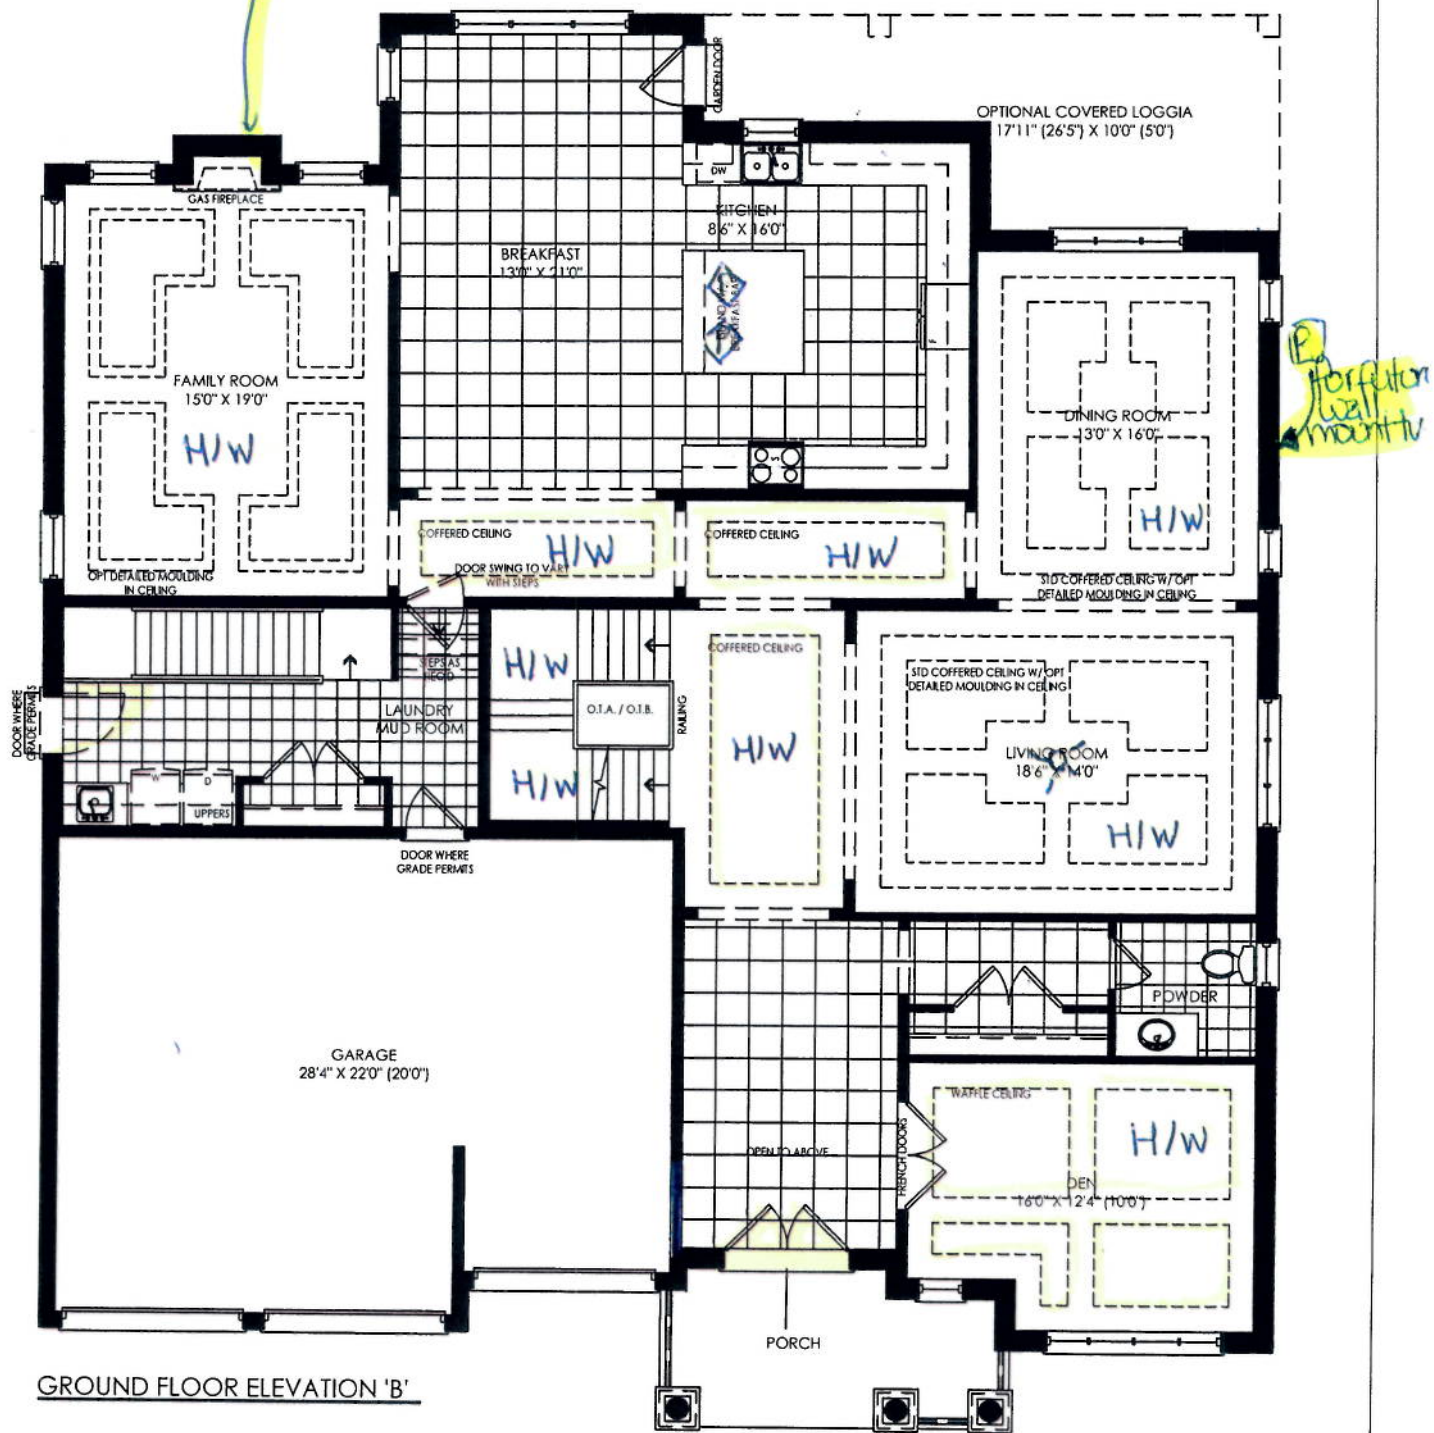 GARDEN DOOR
OPTIONAL COVERED LOGGIA
17'11" (26'5") X 10'0" (5'0")
GAS FIREPLACE
DW
KITCHEN
8'6" X 16'0"
BREAKFAST
13'0" X 21'0"
F
FAMILY ROOM
15'0" X 19'0"
H/W
OPT DETAILED MOULDING
IN CEILING
S
DINING ROOM
13'0" X 16'0"
H/W
STD COFFERED CEILING W/ OPT
DETAILED MOULDING IN CEILING
wall
mount tv
COFFERED CEILING
H/W
DOOR SWING TO VARY
WITH STEPS
COFFERED CEILING
H/W
STEPS AS
REQ'D
H/W
O.T.A. / O.T.B.
RAILING
H/W
COFFERED CEILING
H/W
STD COFFERED CEILING W/ OPT
DETAILED MOULDING IN CEILING
LIVING ROOM
18'6" X 14'0"
H/W
DOOR WHERE
GRADE PERMITS
LAUNDRY
MUD ROOM
W
D
UPPERS
DOOR WHERE
GRADE PERMITS
POWDER
GARAGE
28'4" X 22'0" (20'0")
OPEN TO ABOVE
FRENCH DOORS
WAFFLE CEILING
H/W
DEN
16'0" X 12'4" (10'0")
PORCH
GROUND FLOOR ELEVATION 'B'